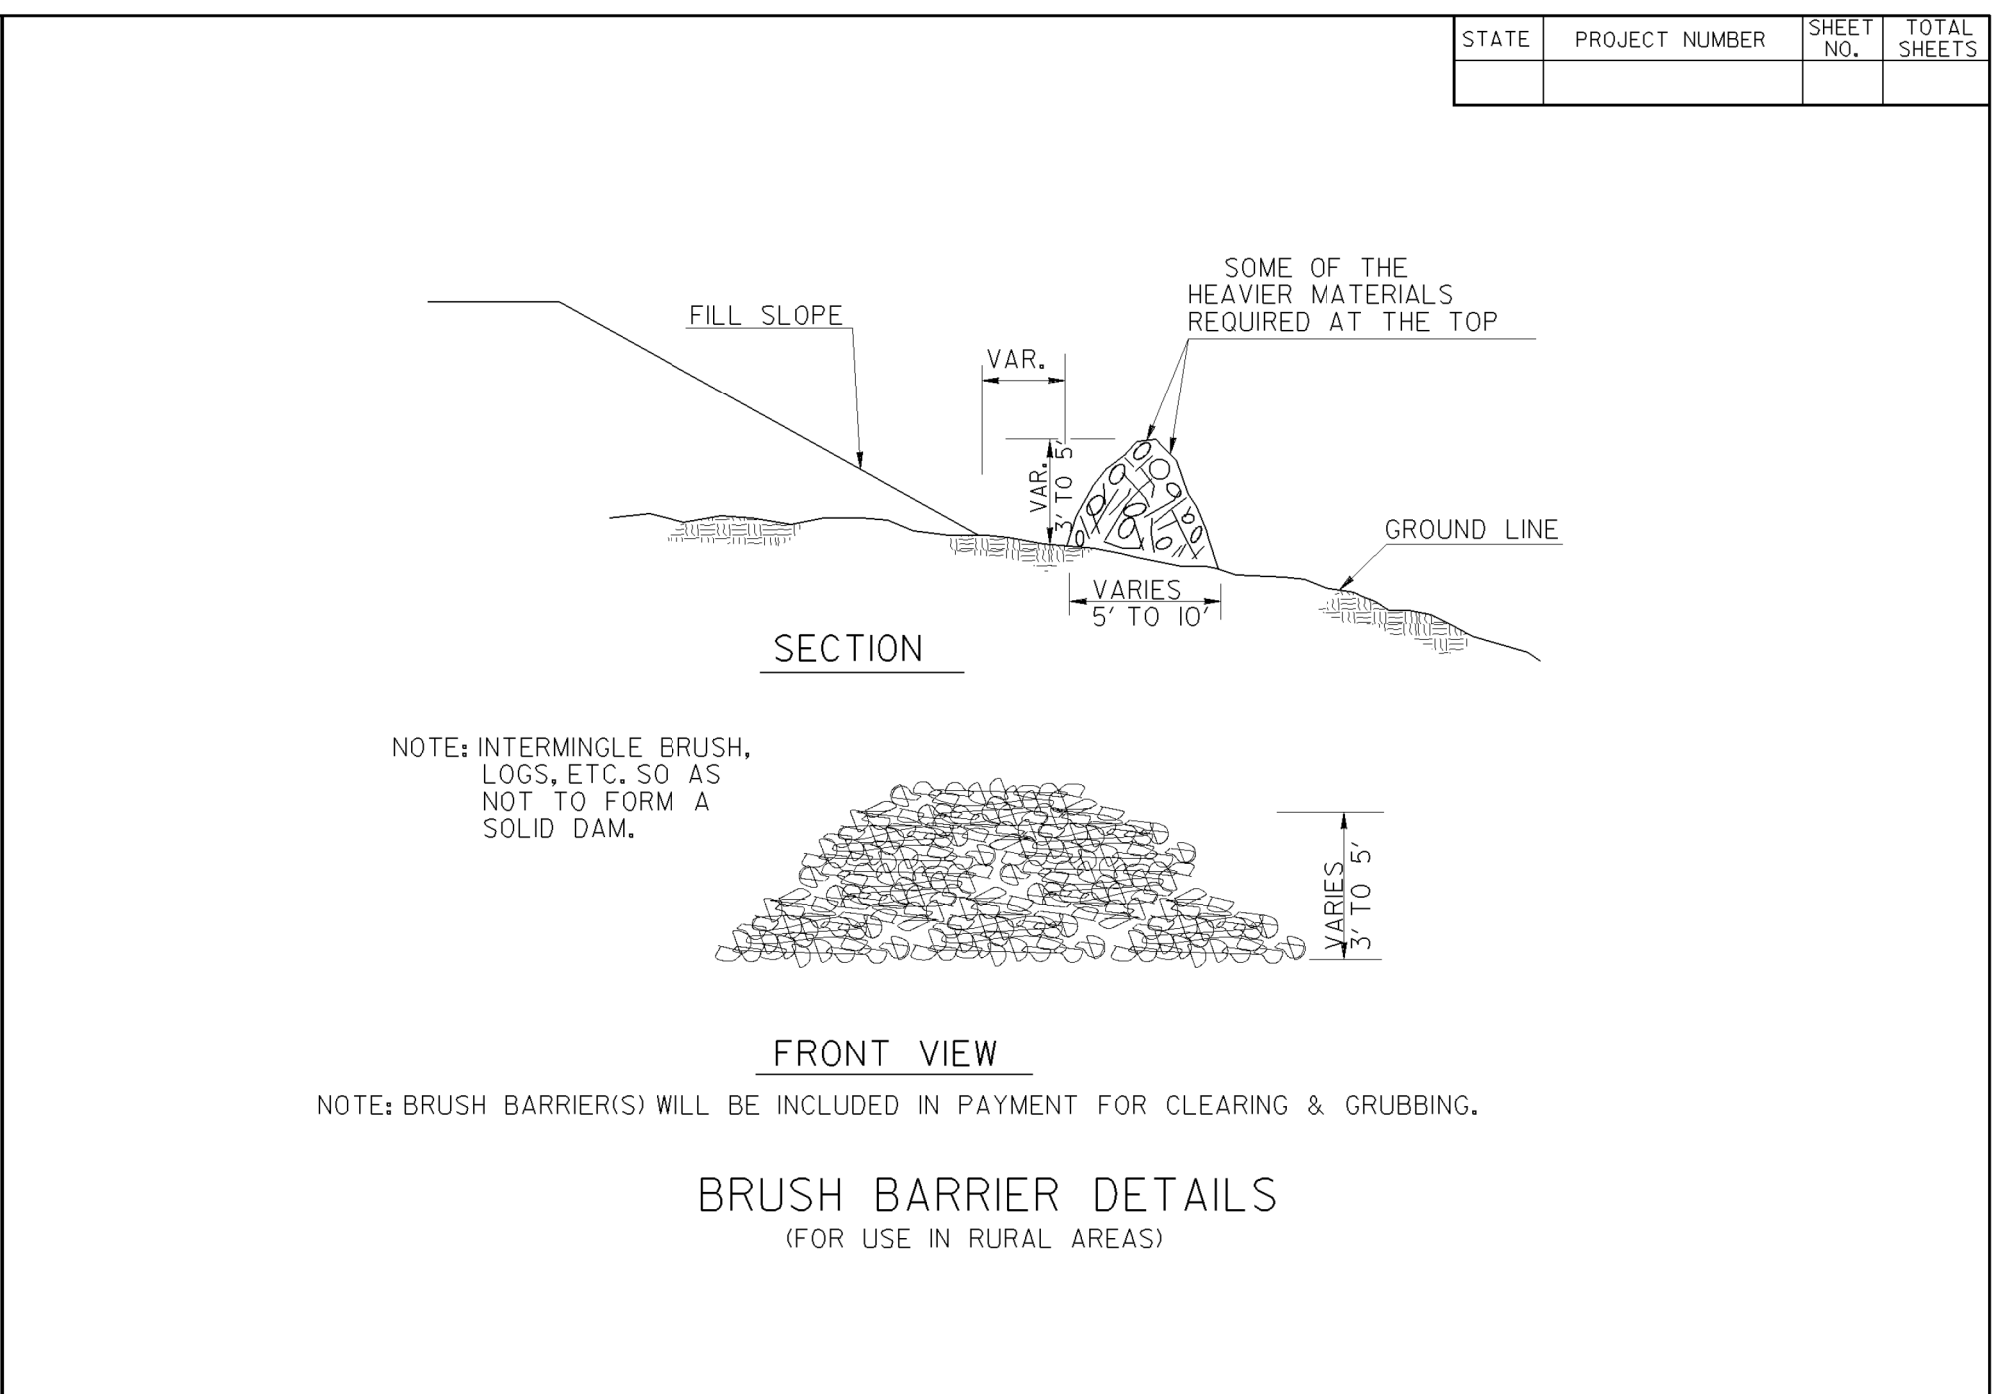 STATE
PROJECT NUMBER
SHEET
NO.
TOTAL
SHEETS
SOME OF THE
HEAVIER MATERIALS
REQUIRED AT THE TOP
FILL SLOPE
VAR.
VAR.
3' TO 5'
GROUND LINE
VARIES
5' TO 10'
SECTION
NOTE: INTERMINGLE BRUSH,
LOGS, ETC. SO AS
NOT TO FORM A
SOLID DAM.
VARIES
3' TO 5'
FRONT VIEW
NOTE: BRUSH BARRIER(S) WILL BE INCLUDED IN PAYMENT FOR CLEARING & GRUBBING.
BRUSH BARRIER DETAILS
(FOR USE IN RURAL AREAS)